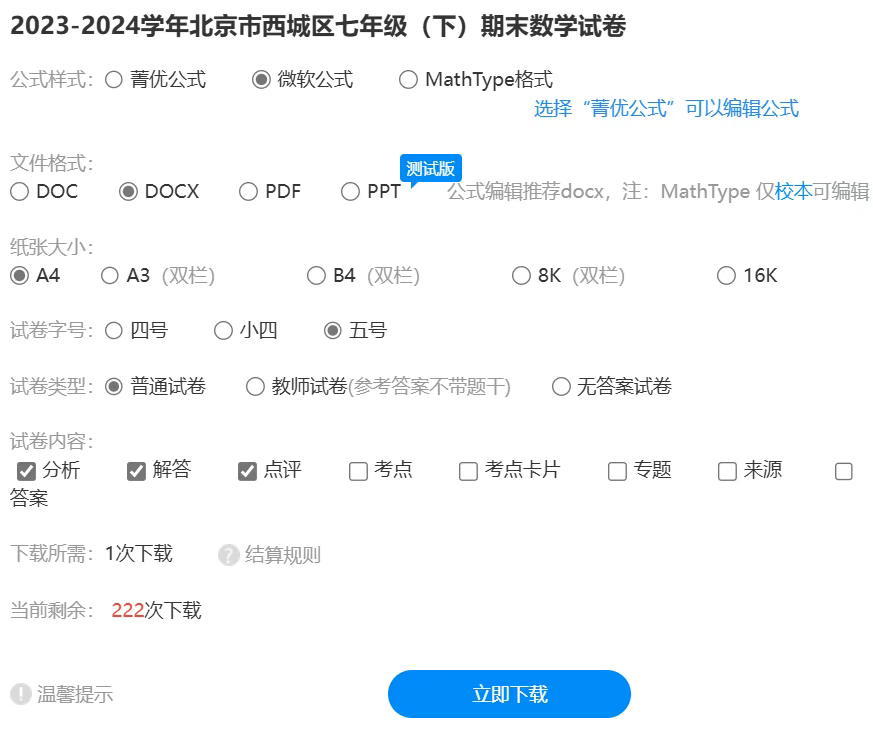 2023-2024学年北京市西城区七年级（下）期末数学试卷
公式样式： 菁优公式 微软公式 MathType格式
选择“菁优公式”可以编辑公式
文件格式：
测试版
DOC DOCX PDF PPT 公式编辑推荐docx，注：MathType 仅校本可编辑
纸张大小：
A4 A3 (双栏) B4 (双栏) 8K (双栏) 16K
试卷字号： 四号 小四 五号
试卷类型： 普通试卷 教师试卷(参考答案不带题干) 无答案试卷
试卷内容：
分析 解答 点评 考点 考点卡片 专题 来源
答案
下载所需： 1次下载 ? 结算规则
当前剩余： 222次下载
! 温馨提示 立即下载